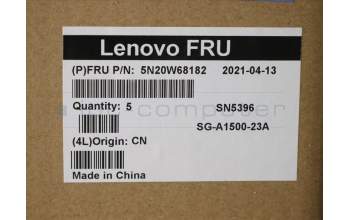 Lenovo FRU
(P)FRU P/N: 5N20W68182 2021-04-13
Quantity: 5 SN5396
SG-A1500-23A
(4L)Origin: CN
Made in China